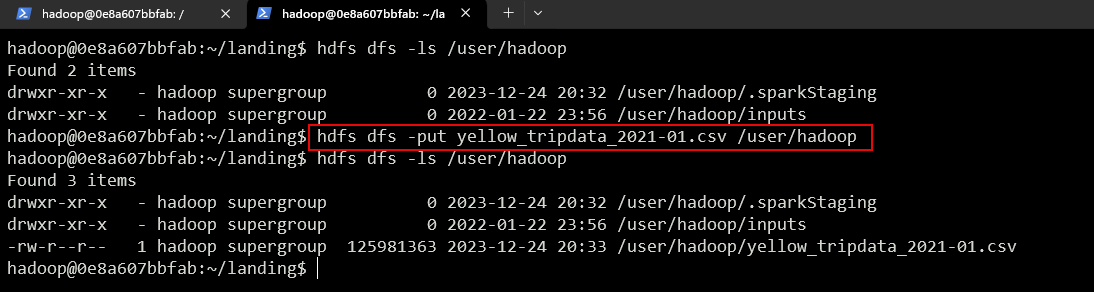 hadoop@0e8a607bbfab: /
hadoop@0e8a607bbfab: ~/la
hadoop@0e8a607bbfab:~/landing$ hdfs dfs -ls /user/hadoop
Found 2 items
drwxr-xr-x   - hadoop supergroup          0 2023-12-24 20:32 /user/hadoop/.sparkStaging
drwxr-xr-x   - hadoop supergroup          0 2022-01-22 23:56 /user/hadoop/inputs
hadoop@0e8a607bbfab:~/landing$ hdfs dfs -put yellow_tripdata_2021-01.csv /user/hadoop
hadoop@0e8a607bbfab:~/landing$ hdfs dfs -ls /user/hadoop
Found 3 items
drwxr-xr-x   - hadoop supergroup          0 2023-12-24 20:32 /user/hadoop/.sparkStaging
drwxr-xr-x   - hadoop supergroup          0 2022-01-22 23:56 /user/hadoop/inputs
-rw-r--r--   1 hadoop supergroup  125981363 2023-12-24 20:33 /user/hadoop/yellow_tripdata_2021-01.csv
hadoop@0e8a607bbfab:~/landing$